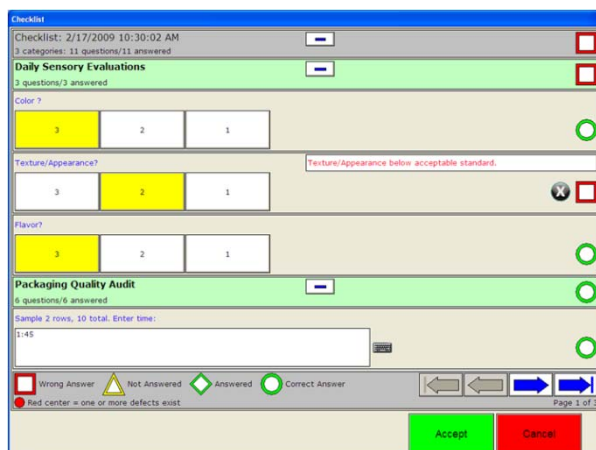 Checklist
Checklist: 2/17/2009 10:30:02 AM
3 categories: 11 questions/11 answered
Daily Sensory Evaluations
3 questions/3 answered
Color ?
3 2 1
Texture/Appearance?
Texture/Appearance below acceptable standard.
3 2 1
X
Flavor?
3 2 1
Packaging Quality Audit
6 questions/6 answered
Sample 2 rows, 10 total. Enter time:
1:45
Wrong Answer Not Answered Answered Correct Answer
Red center = one or more defects exist
Page 1 of 3
Accept Cancel